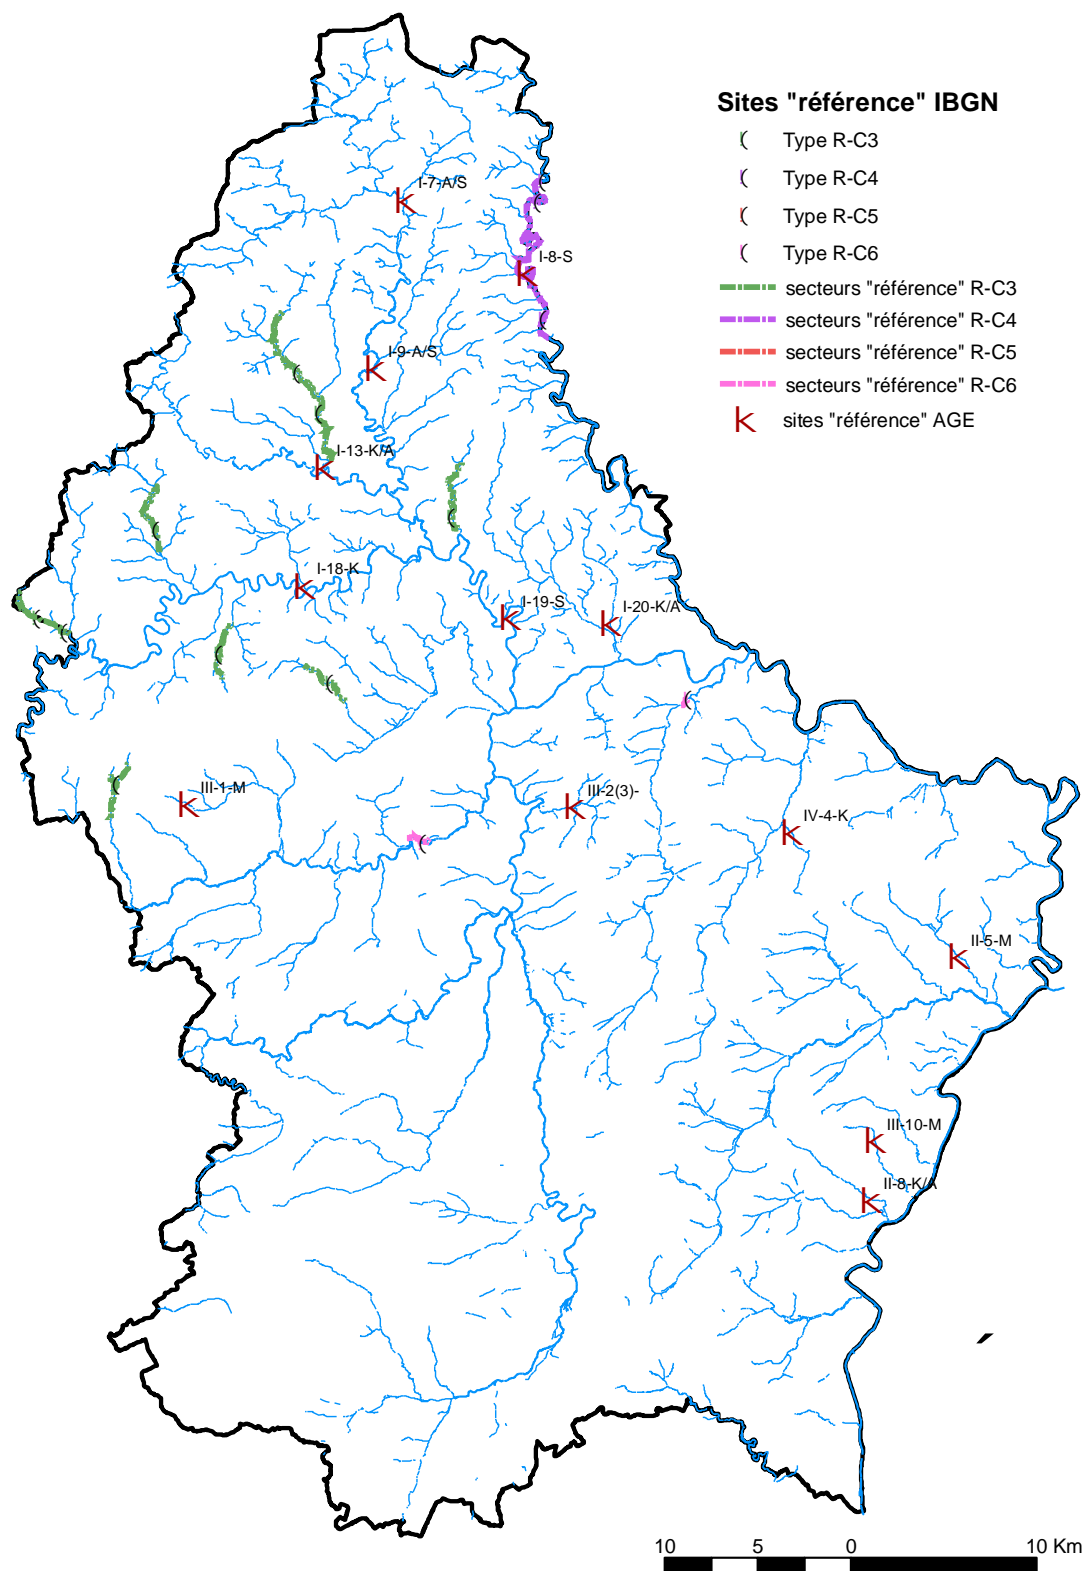 Sites "référence" IBGN
Type R-C3
Type R-C4
Type R-C5
Type R-C6
secteurs "référence" R-C3
secteurs "référence" R-C4
secteurs "référence" R-C5
secteurs "référence" R-C6
sites "référence" AGE
I-7-A/S
I-8-S
I-9-A/S
I-13-K/A
I-18-K
I-19-S
I-20-K/A
III-1-M
III-2(3)-
IV-4-K
II-5-M
III-10-M
II-8-K/A
10 5 0 10 Km